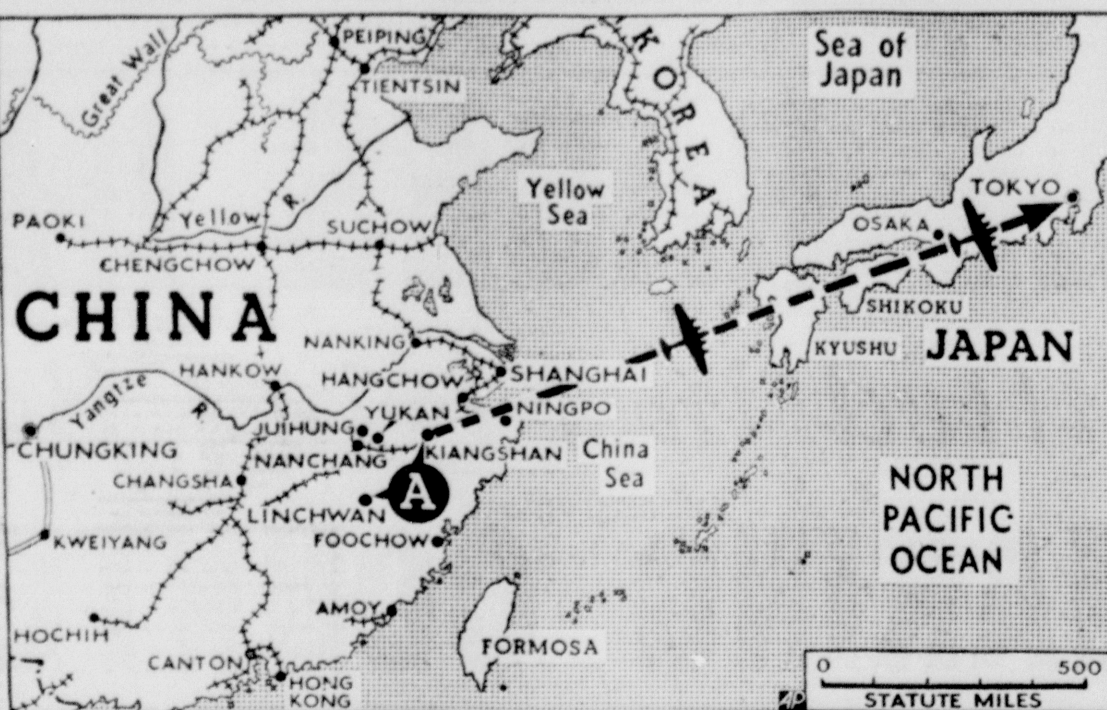 Great Wall
PEIPING
TIENTSIN
KOREA
Sea of
Japan
Yellow
Sea
TOKYO
OSAKA
PAOKI
Yellow R.
SUCHOW
CHENGCHOW
CHINA
SHIKOKU
NANKING
KYUSHU
JAPAN
HANKOW
HANGCHOW
SHANGHAI
Yangtze R.
YUKAN
NINGPO
JUIHUNG
CHUNGKING
NANCHANG
KIANGSHAN
China
Sea
CHANGSHA
A
NORTH
PACIFIC
OCEAN
LINCHWAN
KWEIYANG
FOOCHOW
AMOY
HOCHIH
FORMOSA
CANTON
HONG
KONG
0 500
STATUTE MILES
AP